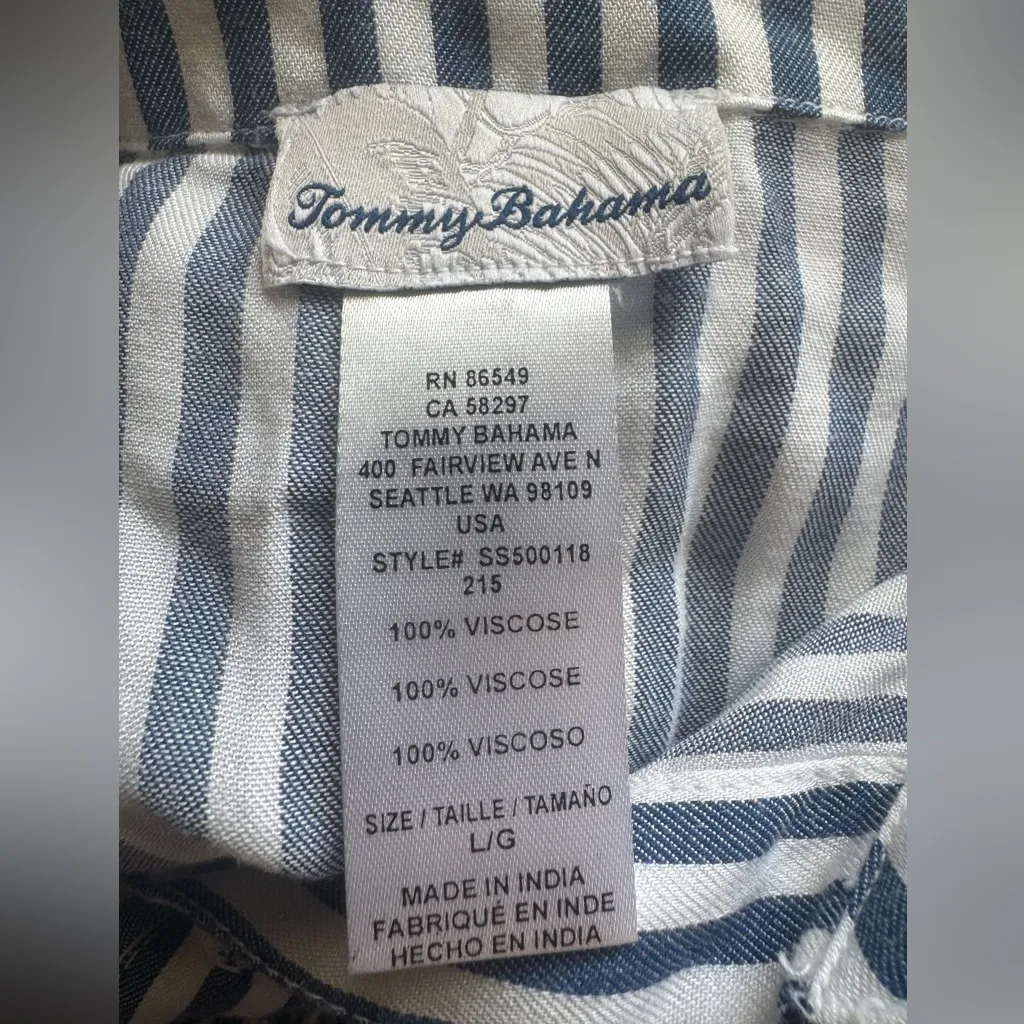 Tommy Bahama
RN 86549
CA 58297
TOMMY BAHAMA
400 FAIRVIEW AVE N
SEATTLE WA 98109
USA
STYLE# SS500118
215
100% VISCOSE
100% VISCOSE
100% VISCOSO
SIZE / TAILLE / TAMAÑO
L/G
MADE IN INDIA
FABRIQUÉ EN INDE
HECHO EN INDIA